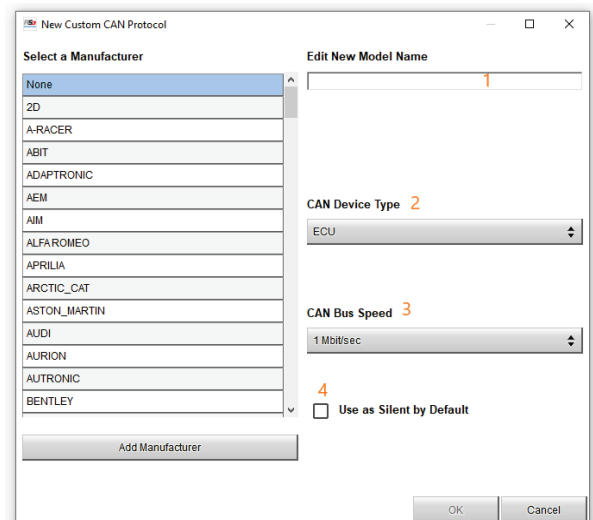 New Custom CAN Protocol
Select a Manufacturer
None
2D
A-RACER
ABIT
ADAPTRONIC
AEM
AIM
ALFAROMEO
APRILIA
ARCTIC_CAT
ASTON_MARTIN
AUDI
AURION
AUTRONIC
BENTLEY
Add Manufacturer
Edit New Model Name
1
CAN Device Type 2
ECU
CAN Bus Speed 3
1 Mbit/sec
4
Use as Silent by Default
OK Cancel